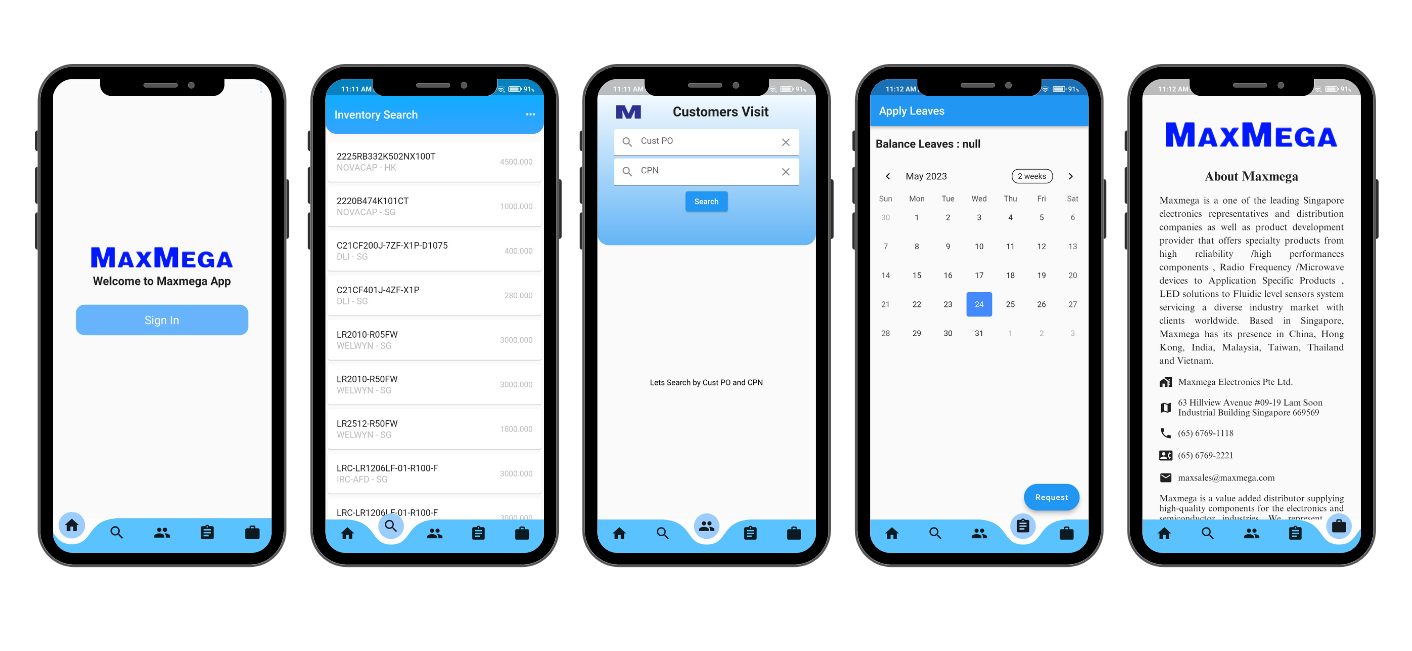 MAXMEGA
Welcome to Maxmega App
Sign In
11:11 AM
91%
Inventory Search
2225RB332K502NX100T
NOVACAP - HK
4500.000
2220B474K101CT
NOVACAP - SG
1000.000
C21CF200J-7ZF-X1P-D1075
DLI - SG
400.000
C21CF401J-4ZF-X1P
DLI - SG
280.000
LR2010-R05FW
WELWYN - SG
3000.000
LR2010-R50FW
WELWYN - SG
3000.000
LR2512-R50FW
WELWYN - SG
1800.000
LRC-LR1206LF-01-R100-F
IRC-AFD - SG
3000.000
LRC-LR1206LF-01-R100-F
3000.000
11:11 AM
91%
M
Customers Visit
Cust PO
CPN
Search
Lets Search by Cust PO and CPN
11:12 AM
91%
Apply Leaves
Balance Leaves : null
May 2023
2 weeks
Sun Mon Tue Wed Thu Fri Sat
30 1 2 3 4 5 6
7 8 9 10 11 12 13
14 15 16 17 18 19 20
21 22 23 24 25 26 27
28 29 30 31 1 2 3
Request
11:12 AM
91%
MAXMEGA
About Maxmega
Maxmega is a one of the leading Singapore
electronics representatives and distribution
companies as well as product development
provider that offers specialty products from
high reliability /high performances
components , Radio Frequency /Microwave
devices to Application Specific Products ,
LED solutions to Fluidic level sensors system
servicing a diverse industry market with
clients worldwide. Based in Singapore,
Maxmega has its presence in China, Hong
Kong, India, Malaysia, Taiwan, Thailand
and Vietnam.
Maxmega Electronics Pte Ltd.
63 Hillview Avenue #09-19 Lam Soon
Industrial Building Singapore 669569
(65) 6769-1118
(65) 6769-2221
maxsales@maxmega.com
Maxmega is a value added distributor supplying
high-quality components for the electronics and
semiconductor industries. We represent